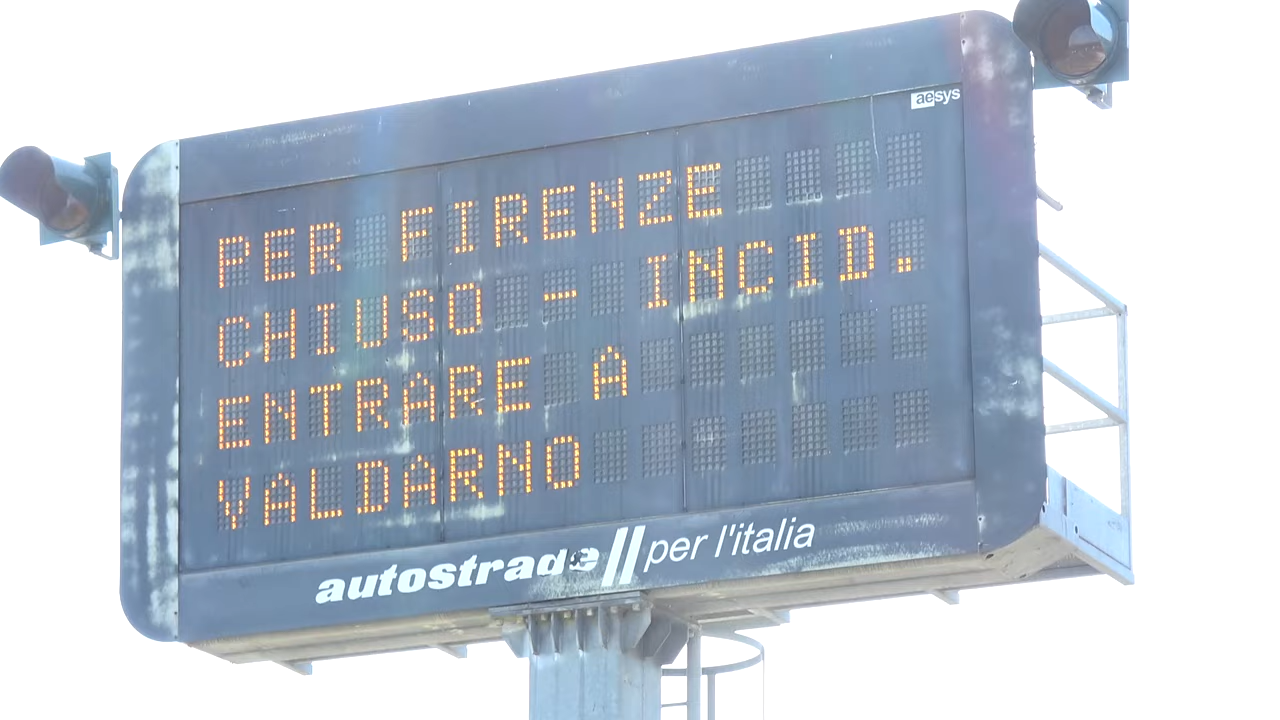 aesys
PER FIRENZE
CHIUSO - INCID.
ENTRARE A
VALDARNO
autostrade // per l'italia